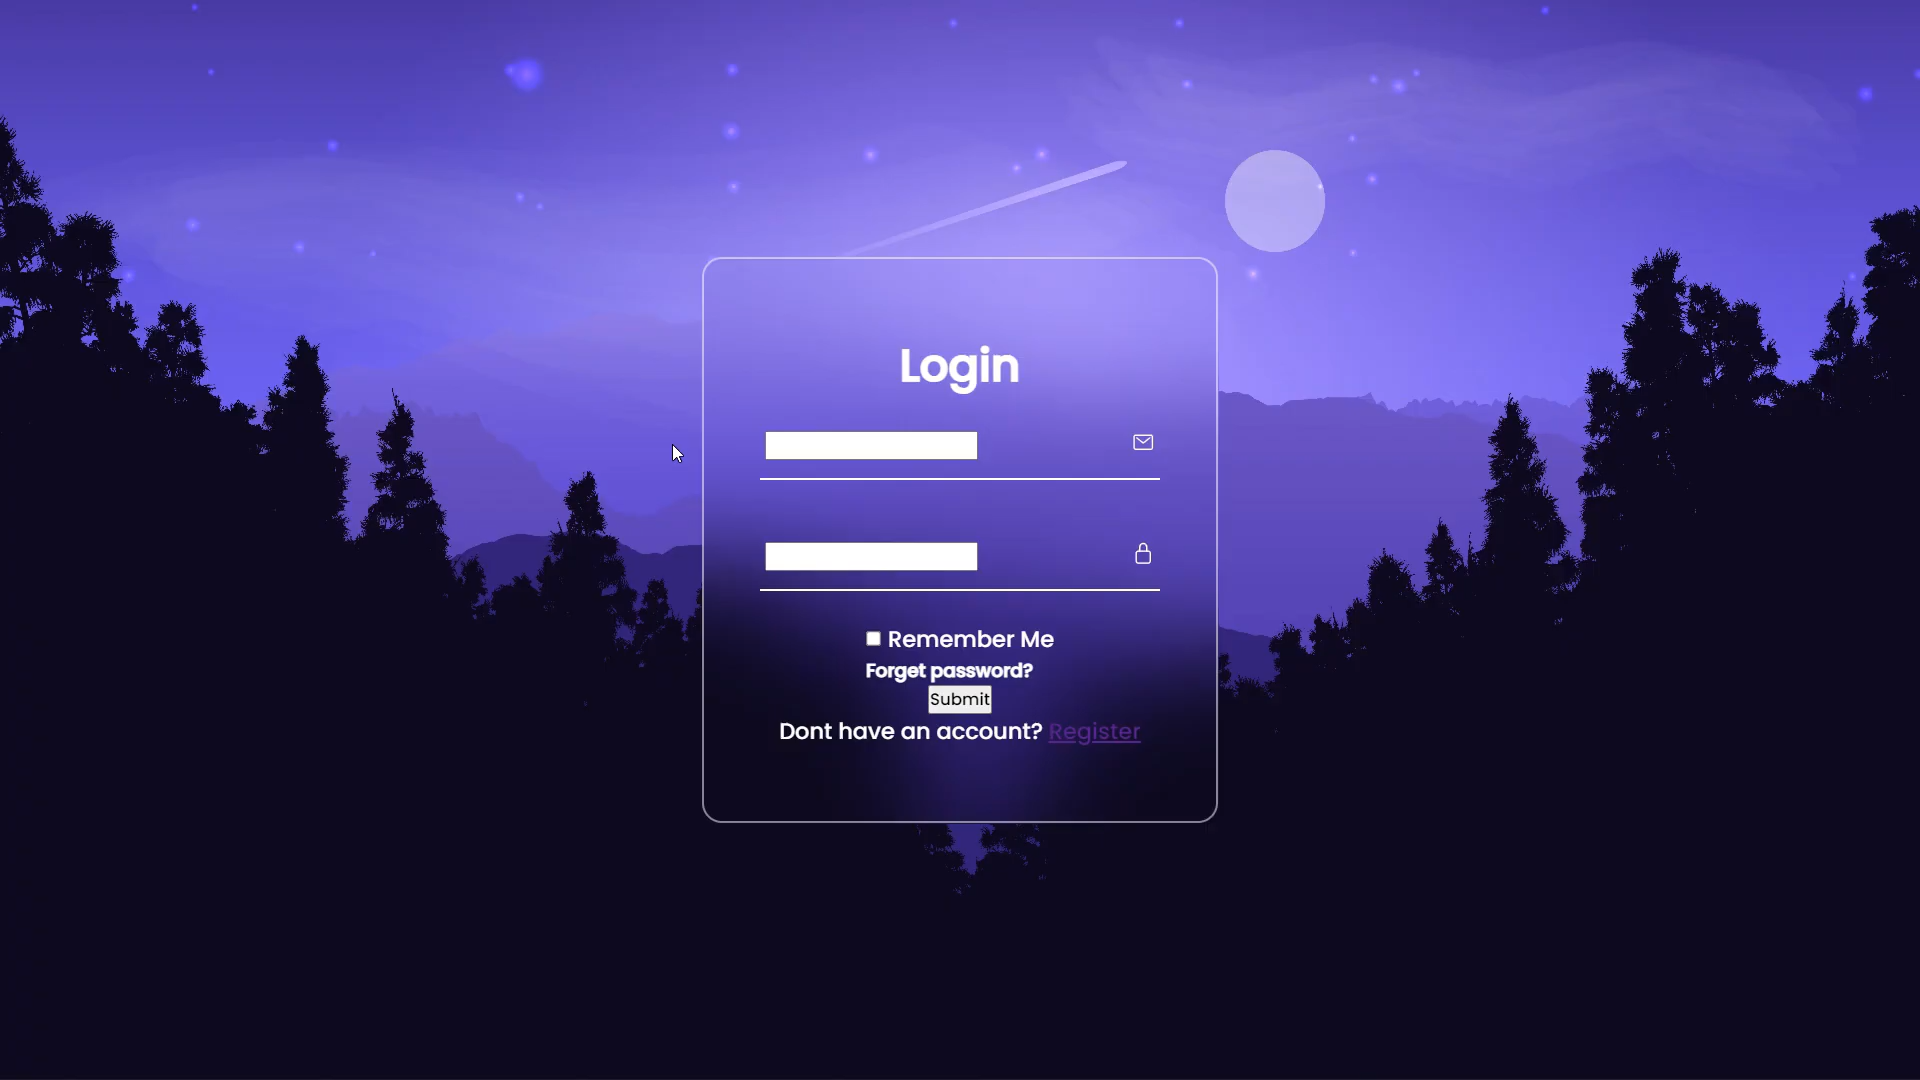 Login
Remember Me
Forget password?
Submit
Dont have an account? Register